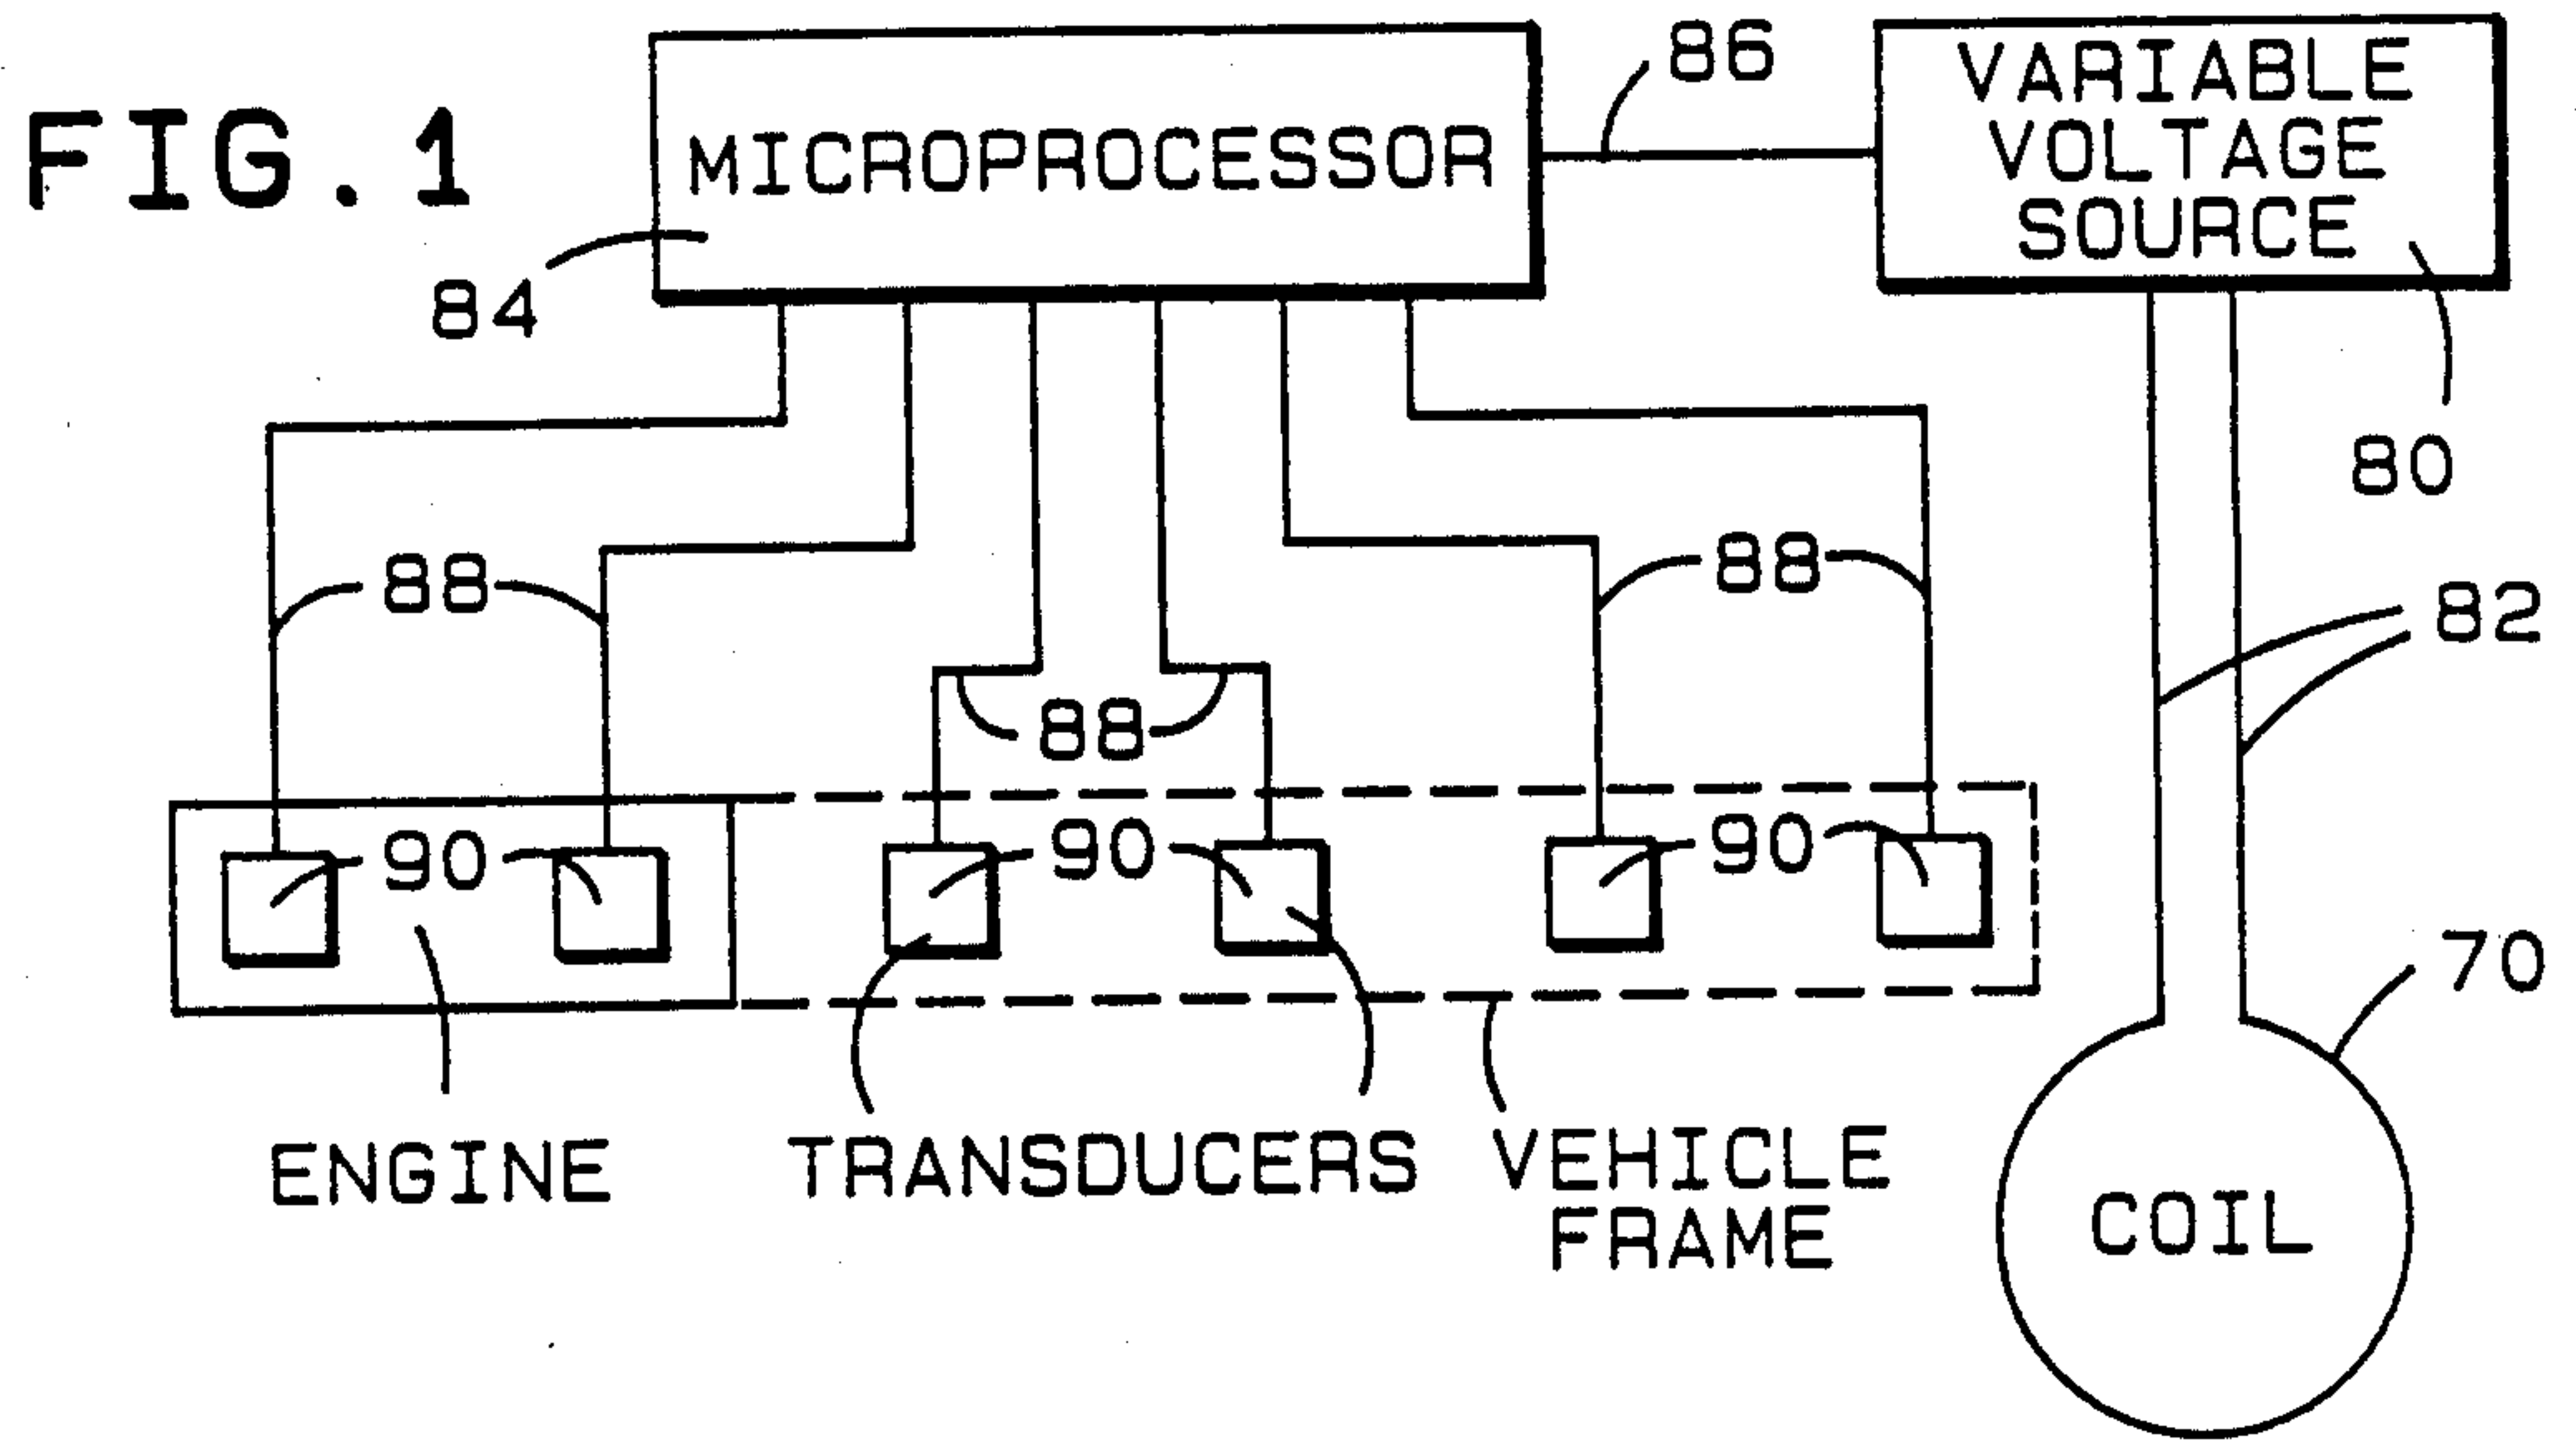 FIG. 1
MICROPROCESSOR
86
VARIABLE
VOLTAGE
SOURCE
84
80
88
88
88
82
90
90
90
70
ENGINE
TRANSDUCERS
VEHICLE
FRAME
COIL